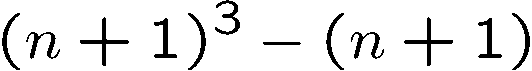 (n + 1)³ − (n + 1)